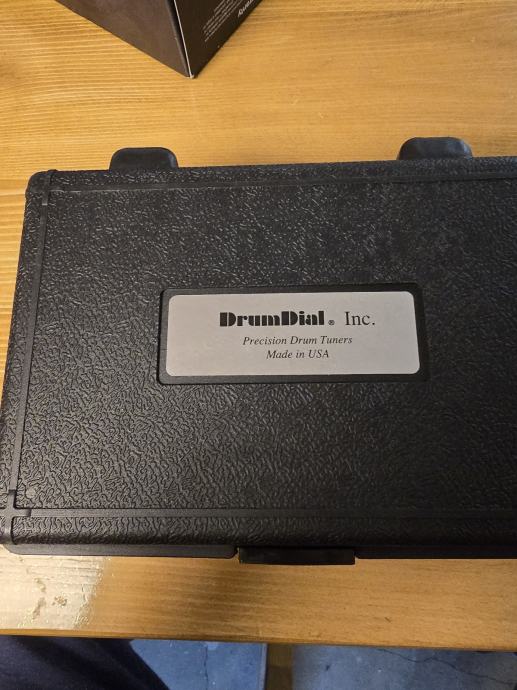 DrumDial® Inc.
Precision Drum Tuners
Made in USA